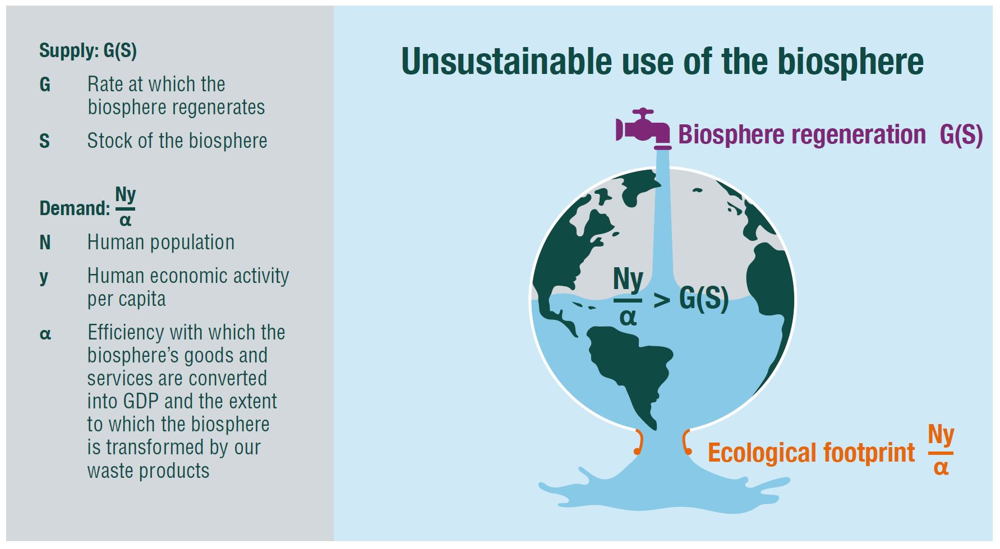 Supply: G(S)
G Rate at which the
biosphere regenerates
S Stock of the biosphere
Demand: Ny
α
N Human population
y Human economic activity
per capita
α Efficiency with which the
biosphere’s goods and
services are converted
into GDP and the extent
to which the biosphere
is transformed by our
waste products
Unsustainable use of the biosphere
Biosphere regeneration G(S)
Ny
α
> G(S)
Ecological footprint Ny
α